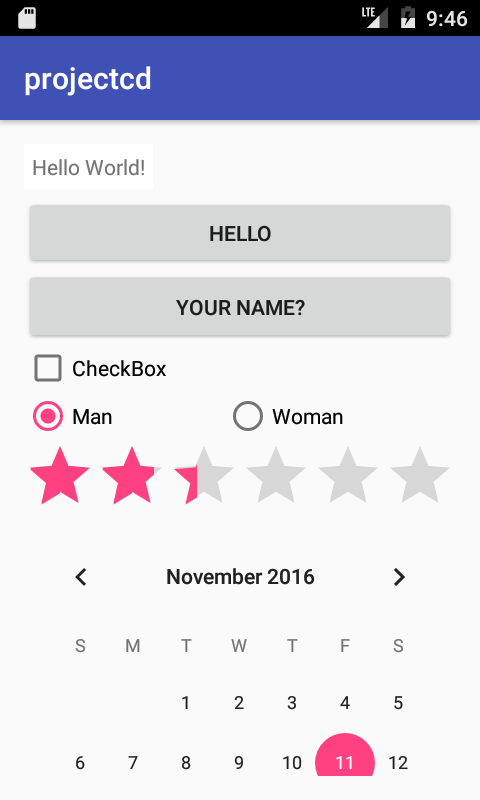 LTE 9:46
projectcd
Hello World!
HELLO
YOUR NAME?
CheckBox
Man Woman
November 2016
S M T W T F S
1 2 3 4 5
6 7 8 9 10 11 12